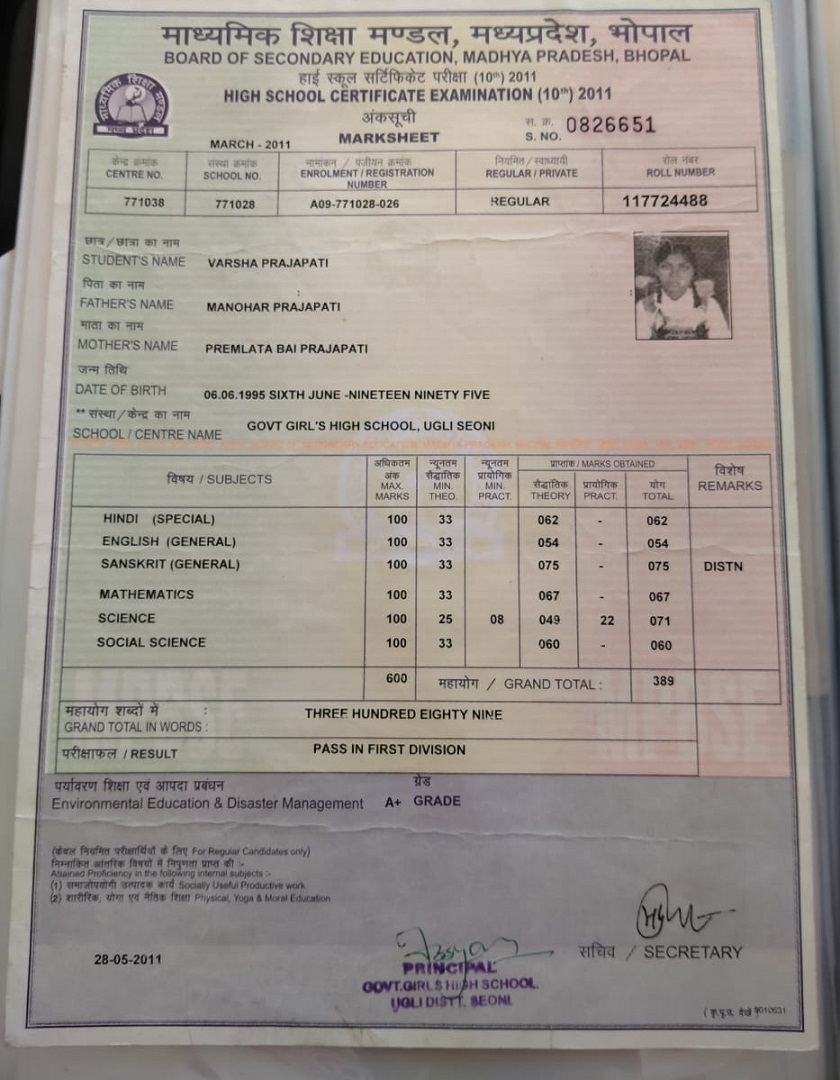 माध्यमिक शिक्षा मण्डल, मध्यप्रदेश, भोपाल
BOARD OF SECONDARY EDUCATION, MADHYA PRADESH, BHOPAL
हाई स्कूल सर्टिफिकेट परीक्षा (10th) 2011
HIGH SCHOOL CERTIFICATE EXAMINATION (10th) 2011
अंकसूची
MARCH - 2011 MARKSHEET
स. क्र.
S. NO. 0826651
केन्द्र क्रमांक संस्था क्रमांक नामांकन / पंजीयन क्रमांक नियमित / स्वाध्यायी रोल नंबर
CENTRE NO. SCHOOL NO. ENROLMENT / REGISTRATION NUMBER REGULAR / PRIVATE ROLL NUMBER
771038 771028 A09-771028-026 REGULAR 117724488
छात्र/छात्रा का नाम
STUDENT'S NAME VARSHA PRAJAPATI
पिता का नाम
FATHER'S NAME MANOHAR PRAJAPATI
माता का नाम
MOTHER'S NAME PREMLATA BAI PRAJAPATI
जन्म तिथि
DATE OF BIRTH 06.06.1995 SIXTH JUNE -NINETEEN NINETY FIVE
** संस्था/केन्द्र का नाम
SCHOOL / CENTRE NAME GOVT GIRL'S HIGH SCHOOL, UGLI SEONI
विषय / SUBJECTS
अधिकतम अंक MAX. MARKS
न्यूनतम सैद्धांतिक MIN. THEO.
न्यूनतम प्रायोगिक MIN. PRACT.
प्राप्तांक / MARKS OBTAINED
सैद्धांतिक THEORY
प्रायोगिक PRACT.
योग TOTAL
विशेष REMARKS
HINDI (SPECIAL) 100 33 062 - 062
ENGLISH (GENERAL) 100 33 054 - 054
SANSKRIT (GENERAL) 100 33 075 - 075 DISTN
MATHEMATICS 100 33 067 - 067
SCIENCE 100 25 08 049 22 071
SOCIAL SCIENCE 100 33 060 - 060
600 महायोग / GRAND TOTAL : 389
महायोग शब्दों में :
GRAND TOTAL IN WORDS : THREE HUNDRED EIGHTY NINE
परीक्षाफल / RESULT PASS IN FIRST DIVISION
पर्यावरण शिक्षा एवं आपदा प्रबंधन ग्रेड
Environmental Education & Disaster Management A+ GRADE
(केवल नियमित परीक्षार्थियों के लिए For Regular Candidates only)
निम्नांकित आंतरिक विषयों में निपुणता प्राप्त की :-
Attained Proficiency in the following internal subjects :-
(1) समाजोपयोगी उत्पादक कार्य Socially Useful Productive work
(2) शारीरिक, योग एवं नैतिक शिक्षा Physical, Yoga & Moral Education
28-05-2011
सचिव / SECRETARY
PRINCIPAL
GOVT.GIRLS HIGH SCHOOL.
UGLI DISTT. SEONI.